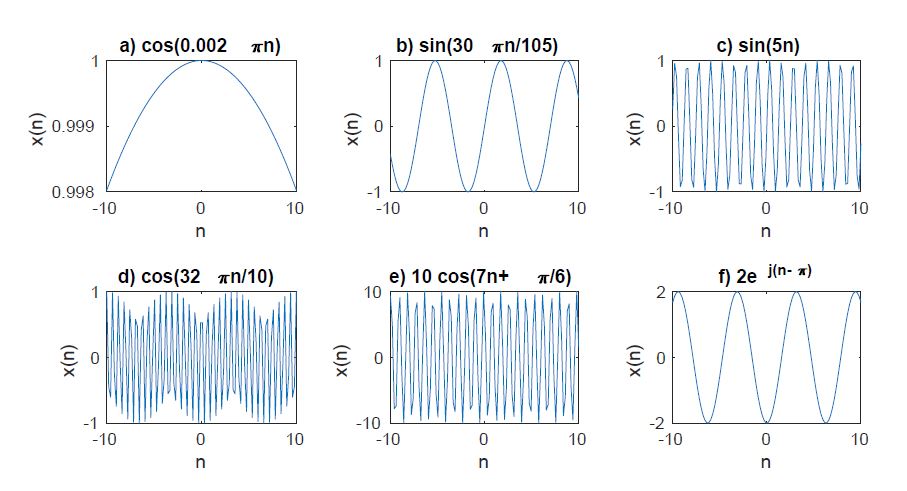 a) cos(0.002 πn)
1
0.999
0.998
x(n)
-10 0 10
n
b) sin(30 πn/105)
1
0
-1
x(n)
-10 0 10
n
c) sin(5n)
1
0
-1
x(n)
-10 0 10
n
d) cos(32 πn/10)
1
0
-1
x(n)
-10 0 10
n
e) 10 cos(7n+ π/6)
10
0
-10
x(n)
-10 0 10
n
f) 2e j(n- π)
2
0
-2
x(n)
-10 0 10
n